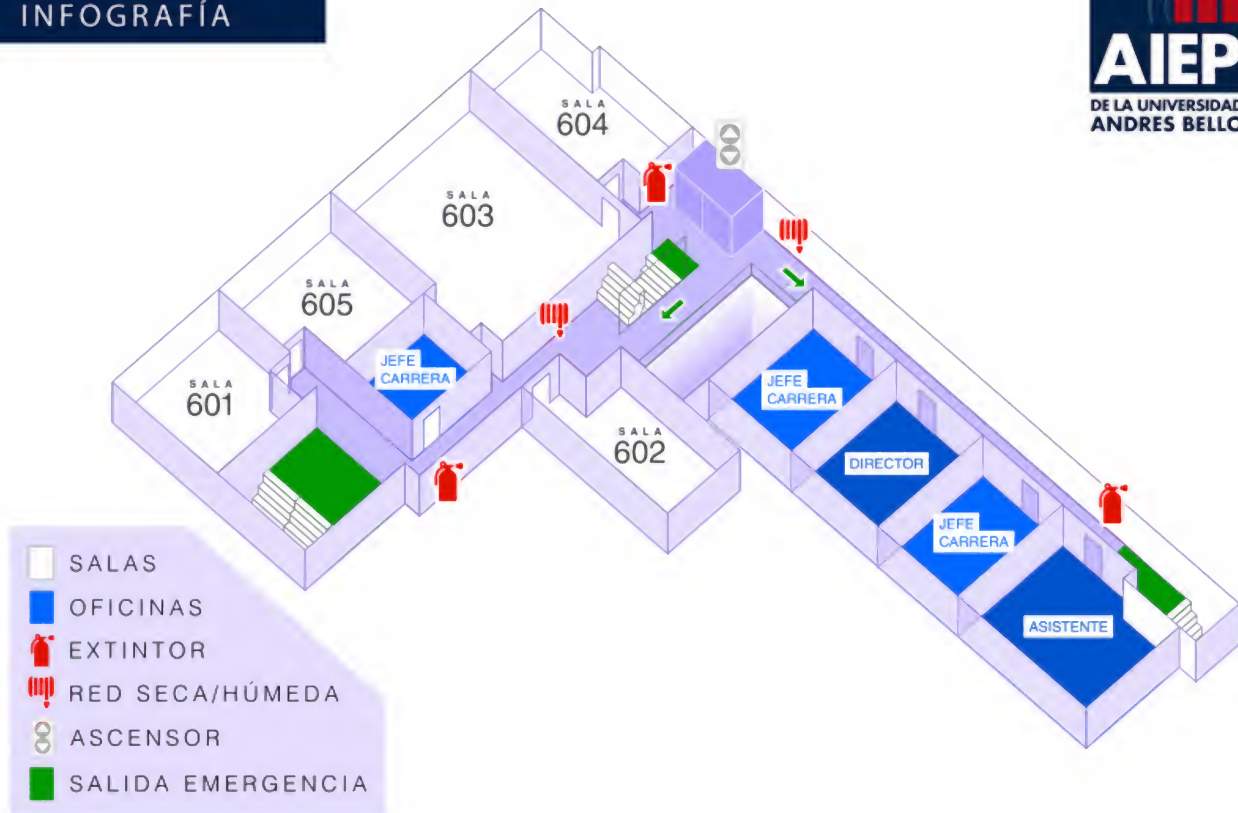 INFOGRAFÍA
AIEP
DE LA UNIVERSIDAD
ANDRES BELLO
SALA
604
SALA
603
SALA
605
SALA
601
JEFE
CARRERA
SALA
602
JEFE
CARRERA
DIRECTOR
JEFE
CARRERA
ASISTENTE
SALAS
OFICINAS
EXTINTOR
RED SECA/HÚMEDA
ASCENSOR
SALIDA EMERGENCIA